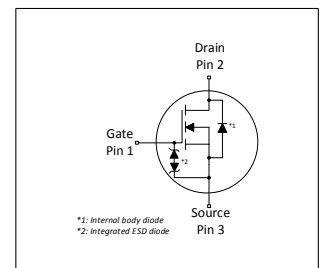 Drain
Pin 2
*1
Gate
Pin 1
*2
Source
Pin 3
*1: Internal body diode
*2: Integrated ESD diode